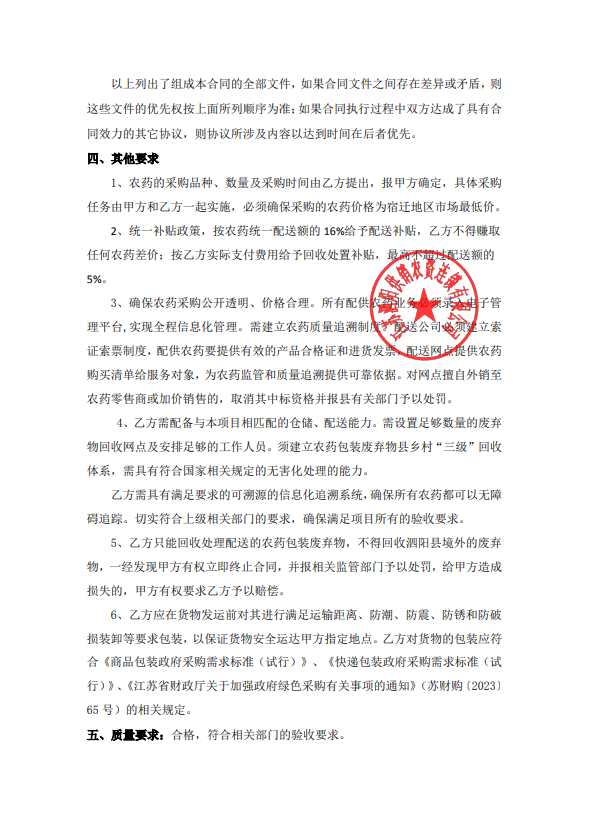 以上列出了组成本合同的全部文件，如果合同文件之间存在差异或矛盾，则
这些文件的优先权按上面所列顺序为准；如果合同执行过程中双方达成了具有合
同效力的其它协议，则协议所涉及内容以达到时间在后者优先。
四、其他要求
1、农药的采购品种、数量及采购时间由乙方提出，报甲方确定，具体采购
任务由甲方和乙方一起实施，必须确保采购的农药价格为宿迁地区市场最低价。
2、统一补贴政策，按农药统一配送额的 16%给予配送补贴，乙方不得赚取
任何农药差价；按乙方实际支付费用给予回收处置补贴，最高不超过配送额的
5%。
3、确保农药采购公开透明、价格合理。所有配供农药业务必须录入电子管
理平台,实现全程信息化管理。需建立农药质量追溯制度，配送公司必须建立索
证索票制度，配供农药要提供有效的产品合格证和进货发票，配送网点提供农药
购买清单给服务对象，为农药监管和质量追溯提供可靠依据。对网点擅自外销至
农药零售商或加价销售的，取消其中标资格并报县有关部门予以处罚。
4、乙方需配备与本项目相匹配的仓储、配送能力。需设置足够数量的废弃
物回收网点及安排足够的工作人员。须建立农药包装废弃物县乡村“三级”回收
体系，需具有符合国家相关规定的无害化处理的能力。
乙方需具有满足要求的可溯源的信息化追溯系统，确保所有农药都可以无障
碍追踪。切实符合上级相关部门的要求，确保满足项目所有的验收要求。
5、乙方只能回收处理配送的农药包装废弃物，不得回收泗阳县境外的废弃
物，一经发现甲方有权立即终止合同，并报相关监管部门予以处罚，给甲方造成
损失的，甲方有权要求乙方予以赔偿。
6、乙方应在货物发运前对其进行满足运输距离、防潮、防震、防锈和防破
损装卸等要求包装，以保证货物安全运达甲方指定地点。乙方对货物的包装应符
合《商品包装政府采购需求标准（试行）》、《快递包装政府采购需求标准（试
行）》、《江苏省财政厅关于加强政府绿色采购有关事项的通知》（苏财购〔2023〕
65 号）的相关规定。
五、质量要求：合格，符合相关部门的验收要求。